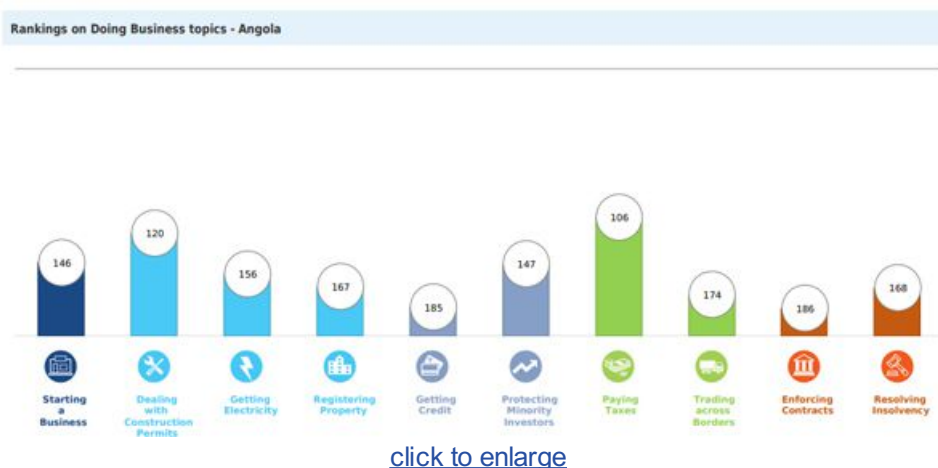 Rankings on Doing Business topics - Angola
146
120
156
167
185
147
106
174
186
168
Starting
a
Business
Dealing
with
Construction
Permits
Getting
Electricity
Registering
Property
Getting
Credit
Protecting
Minority
Investors
Paying
Taxes
Trading
across
Borders
Enforcing
Contracts
Resolving
Insolvency
click to enlarge